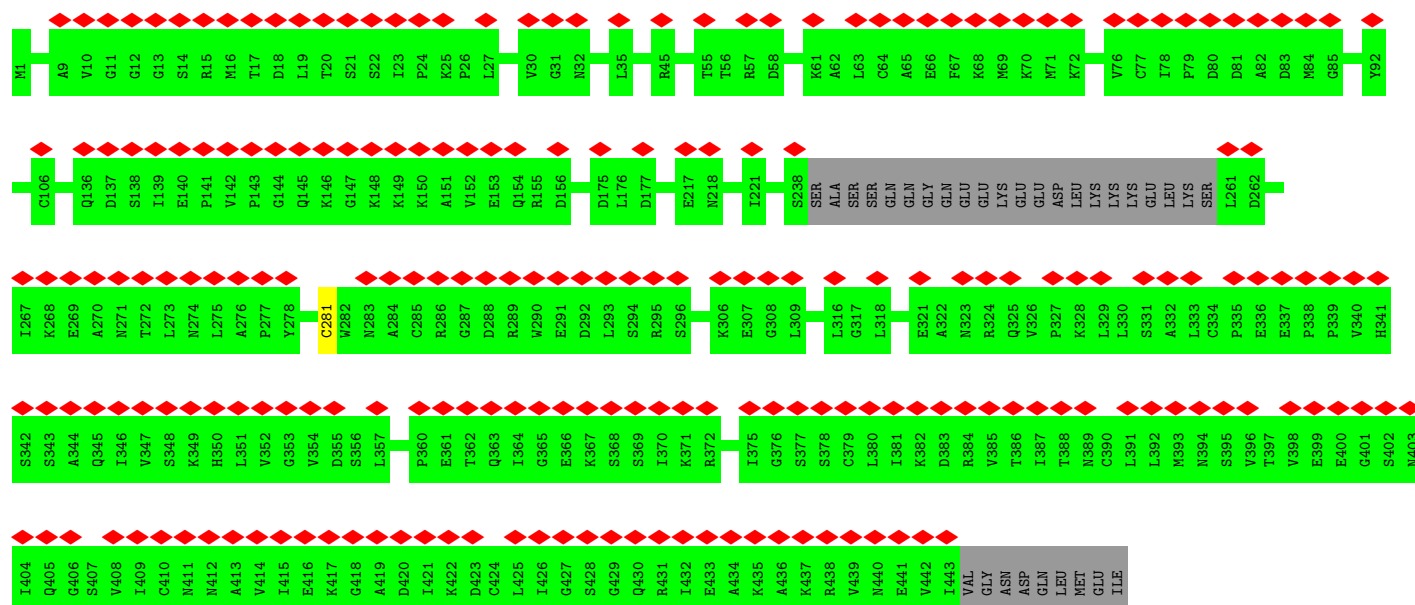 M1 A9 V10 G11 G12 G13 S14 R15 M16 T17 D18 L19 T20 S21 S22 I23 P24 K25 P26 L27 V30 G31 N32 L35 R45 T55 T56 R57 D58 K61 A62 L63 C64 A65 E66 F67 K68 M69 K70 M71 K72 V76 C77 I78 P79 D80 D81 A82 D83 M84 G85 Y92
C106 Q136 D137 S138 I139 E140 P141 V142 P143 G144 Q145 K146 G147 K148 K149 K150 A151 V152 E153 Q154 R155 D156 D175 L176 D177 E217 N218 I221 S238 SER ALA SER SER GLN GLN GLY GLN GLU GLU LYS GLU GLU ASP LEU LYS LYS LYS GLU LEU LYS SER L261 D262
I267 K268 E269 A270 N271 T272 L273 N274 L275 A276 P277 Y278 C281 W282 N283 A284 C285 R286 G287 D288 R289 W290 E291 D292 L293 S294 R295 S296 K306 E307 G308 L309 L316 G317 L318 E321 A322 N323 R324 Q325 V326 P327 K328 L329 L330 S331 A332 L333 C334 P335 E336 E337 P338 P339 V340 H341
S342 S343 A344 Q345 I346 V347 S348 K349 H350 L351 V352 G353 V354 D355 S356 L357 P360 E361 T362 Q363 I364 G365 E366 K367 S368 S369 I370 K371 R372 I375 G376 S377 S378 C379 L380 I381 K382 D383 R384 V385 T386 I387 T388 N389 C390 L391 L392 M393 N394 S395 V396 T397 V398 E399 E400 G401 S402 N403
I404 Q405 G406 S407 V408 I409 C410 N411 N412 A413 V414 I415 E416 K417 G418 A419 D420 I421 K422 D423 C424 L425 I426 G427 S428 G429 Q430 R431 I432 E433 A434 K435 A436 K437 R438 V439 N440 E441 V442 I443 VAL GLY ASN ASP GLN LEU MET GLU ILE